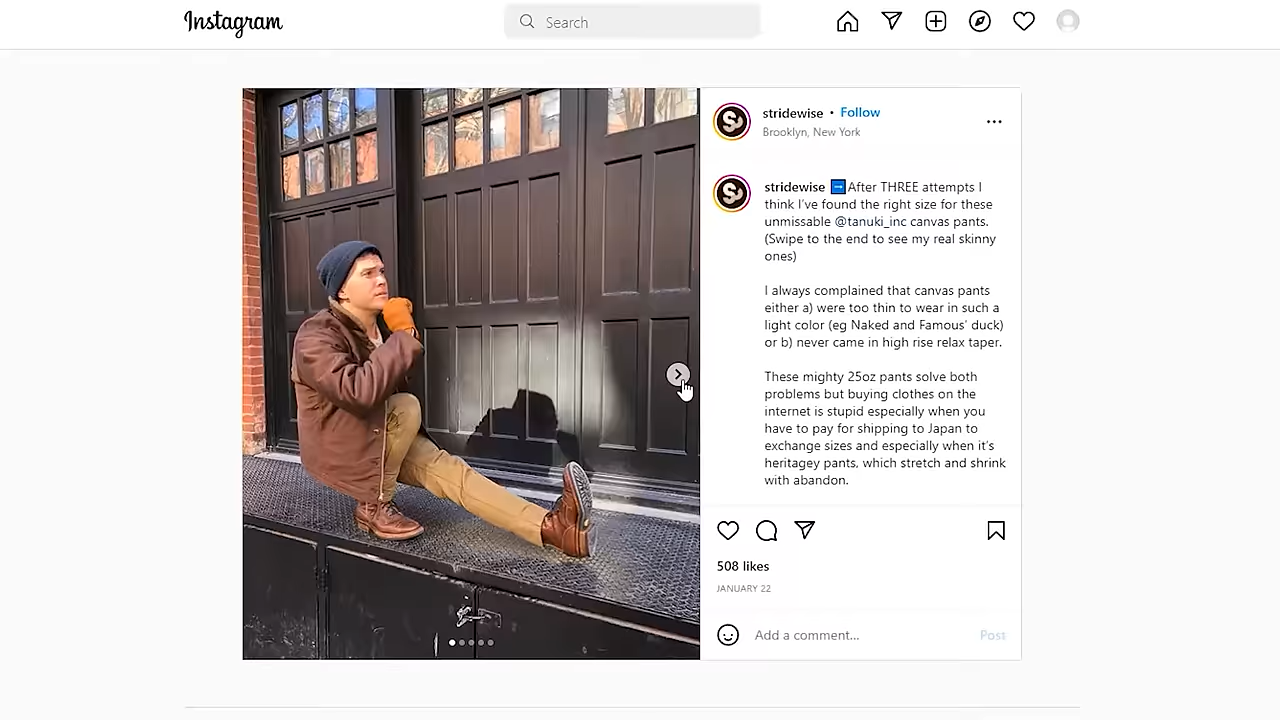 Instagram
Search
stridewise • Follow
Brooklyn, New York
stridewise ➡After THREE attempts I
think I've found the right size for these
unmissable @tanuki_inc canvas pants.
(Swipe to the end to see my real skinny
ones)
I always complained that canvas pants
either a) were too thin to wear in such a
light color (eg Naked and Famous' duck)
or b) never came in high rise relax taper.
These mighty 25oz pants solve both
problems but buying clothes on the
internet is stupid especially when you
have to pay for shipping to Japan to
exchange sizes and especially when it's
heritagey pants, which stretch and shrink
with abandon.
508 likes
JANUARY 22
Add a comment...
Post